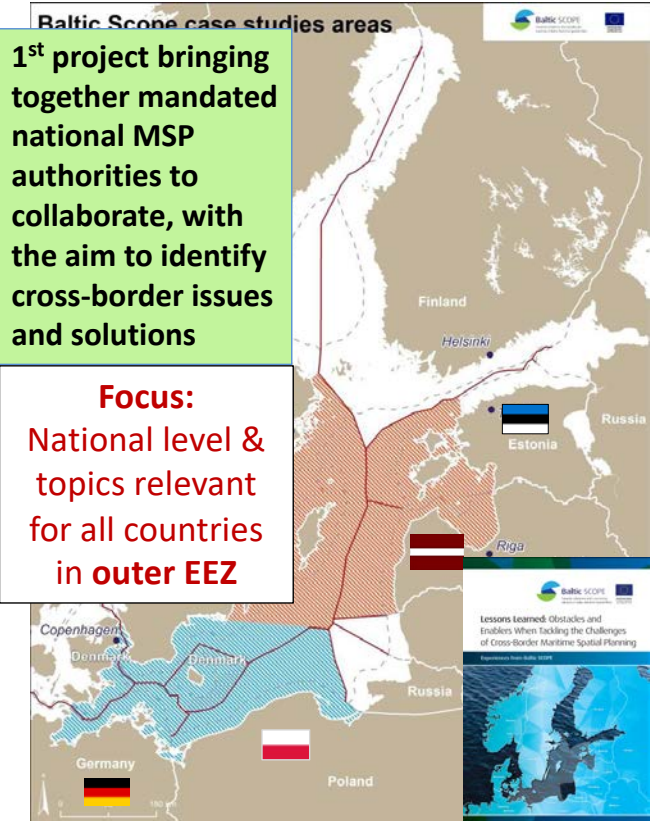 Baltic Scope case studies areas
Baltic SCOPE
1st project bringing
together mandated
national MSP
authorities to
collaborate, with
the aim to identify
cross-border issues
and solutions
Finland
Helsinki
Russia
Estonia
Focus:
National level &
topics relevant
for all countries
in outer EEZ
Riga
Baltic SCOPE
Lessons Learned: Obstacles and
Enablers When Tackling the Challenges
of Cross-Border Maritime Spatial Planning
Experiences from Baltic SCOPE
Copenhagen
Denmark
Denmark
Russia
Germany
Poland
0